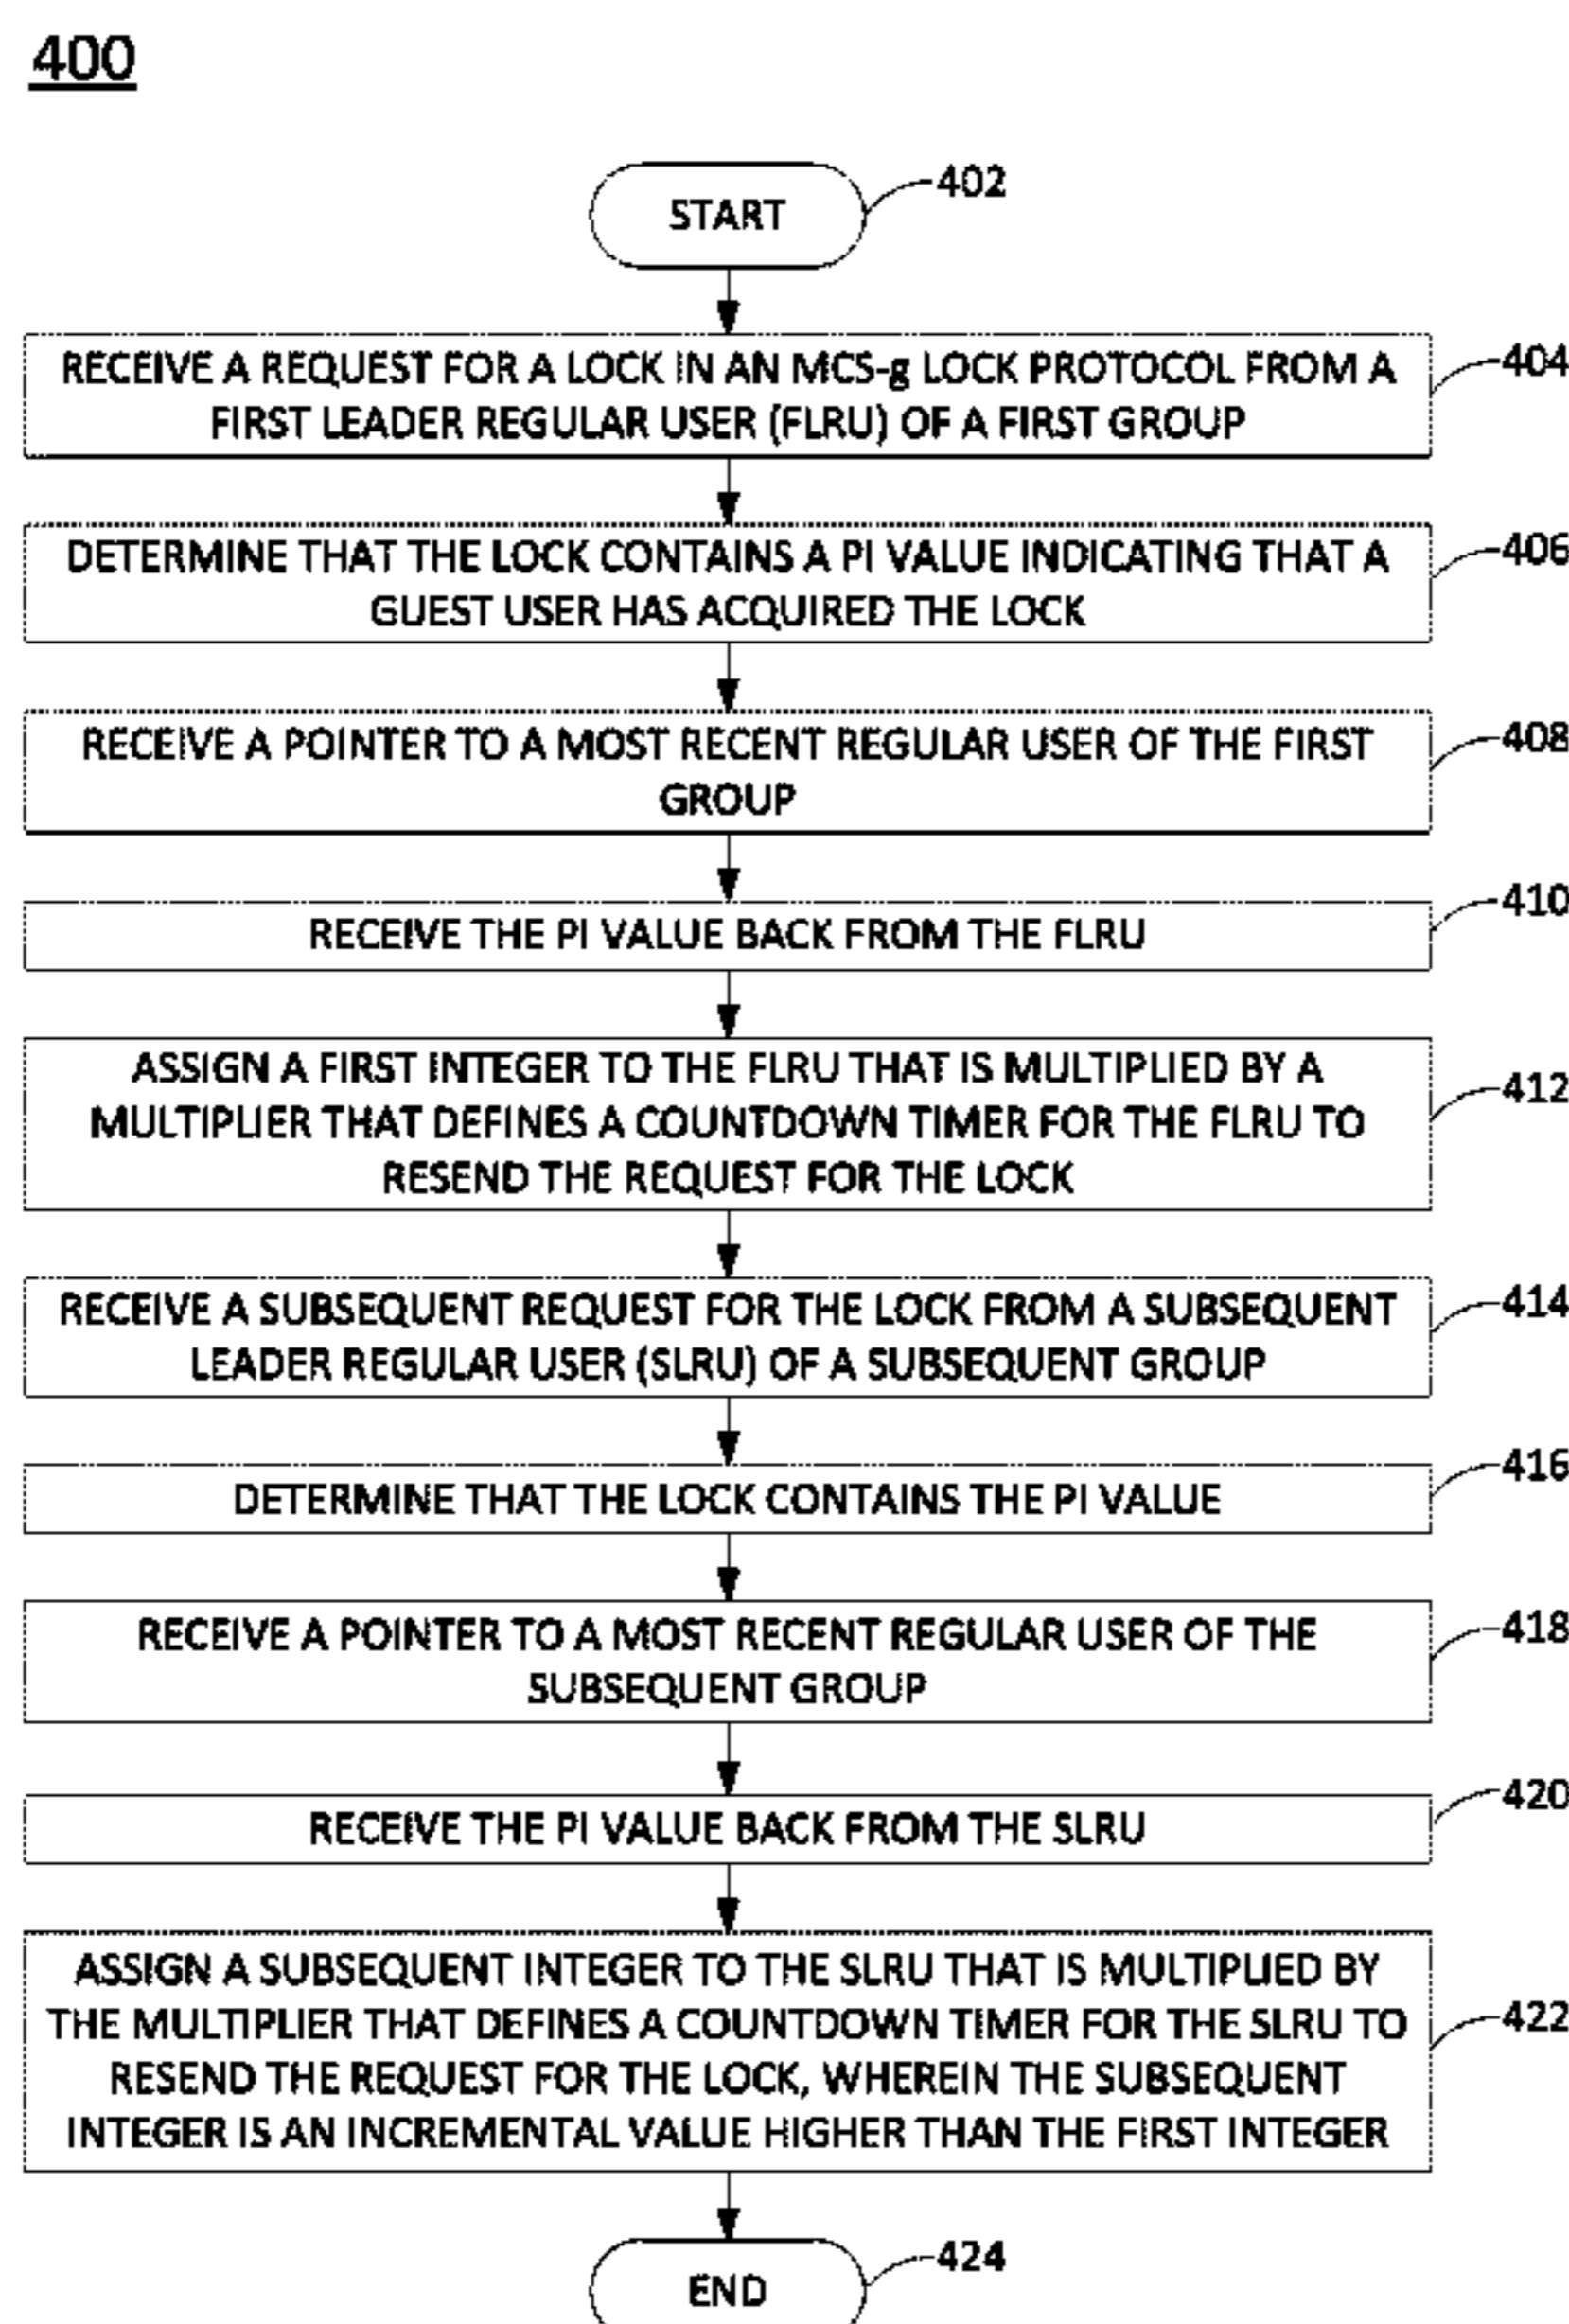 400
START
402
RECEIVE A REQUEST FOR A LOCK IN AN MCS-g LOCK PROTOCOL FROM A
FIRST LEADER REGULAR USER (FLRU) OF A FIRST GROUP
404
DETERMINE THAT THE LOCK CONTAINS A PI VALUE INDICATING THAT A
GUEST USER HAS ACQUIRED THE LOCK
406
RECEIVE A POINTER TO A MOST RECENT REGULAR USER OF THE FIRST
GROUP
408
RECEIVE THE PI VALUE BACK FROM THE FLRU
410
ASSIGN A FIRST INTEGER TO THE FLRU THAT IS MULTIPLIED BY A
MULTIPLIER THAT DEFINES A COUNTDOWN TIMER FOR THE FLRU TO
RESEND THE REQUEST FOR THE LOCK
412
RECEIVE A SUBSEQUENT REQUEST FOR THE LOCK FROM A SUBSEQUENT
LEADER REGULAR USER (SLRU) OF A SUBSEQUENT GROUP
414
DETERMINE THAT THE LOCK CONTAINS THE PI VALUE
416
RECEIVE A POINTER TO A MOST RECENT REGULAR USER OF THE
SUBSEQUENT GROUP
418
RECEIVE THE PI VALUE BACK FROM THE SLRU
420
ASSIGN A SUBSEQUENT INTEGER TO THE SLRU THAT IS MULTIPLIED BY
THE MULTIPLIER THAT DEFINES A COUNTDOWN TIMER FOR THE SLRU TO
RESEND THE REQUEST FOR THE LOCK, WHEREIN THE SUBSEQUENT
INTEGER IS AN INCREMENTAL VALUE HIGHER THAN THE FIRST INTEGER
422
END
424